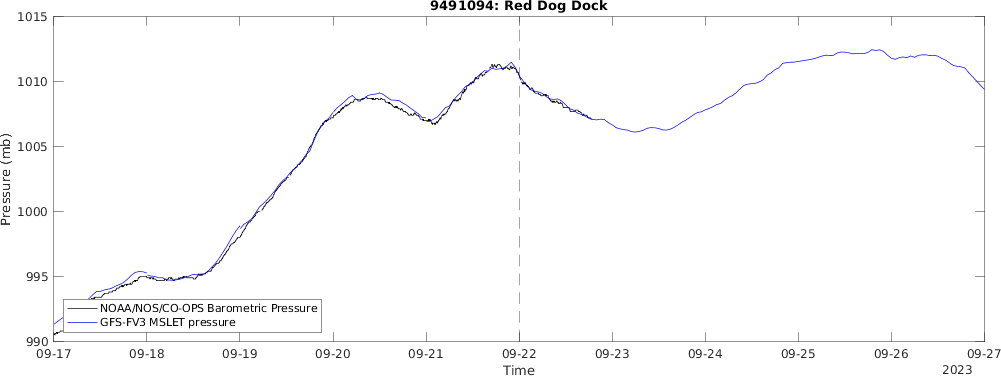 9491094: Red Dog Dock
Pressure (mb)
1015
1010
1005
1000
995
990
NOAA/NOS/CO-OPS Barometric Pressure
GFS-FV3 MSLET pressure
09-17 09-18 09-19 09-20 09-21 09-22 09-23 09-24 09-25 09-26 09-27
Time
2023